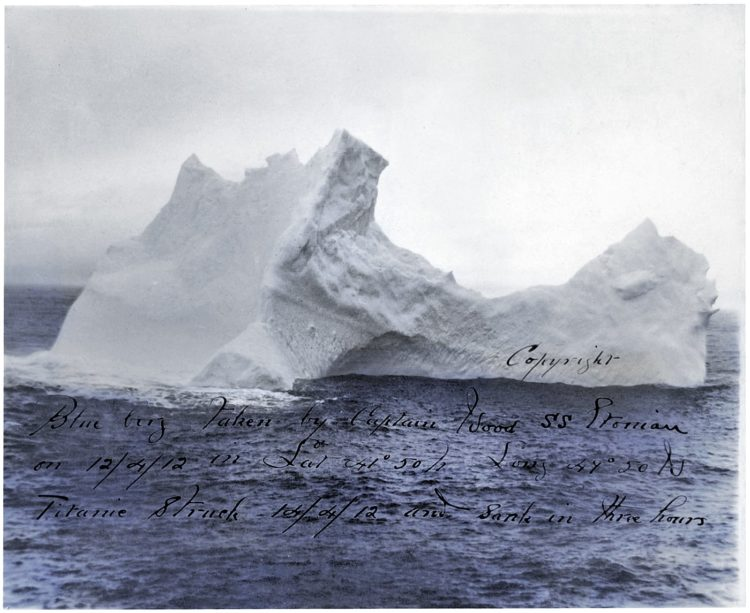 Copyright
Blue berg Taken by Captain Wood SS Etonian
on 12/4/12 in Lat 41° 50 N Long 49° 50 W
Titanic Struck 14/4/12 and Sank in three hours